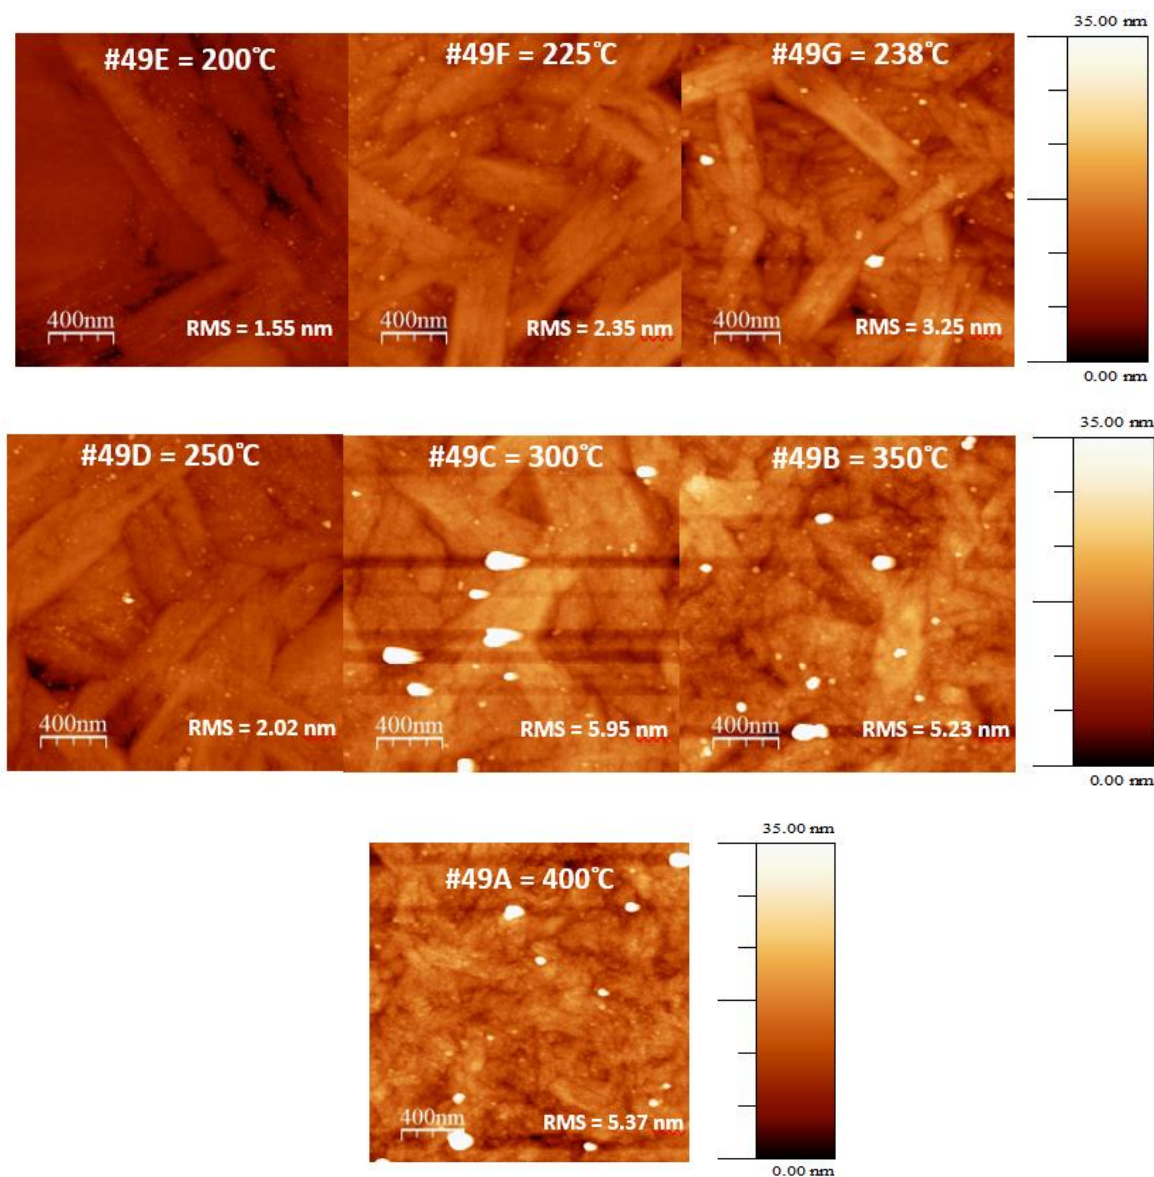 35.00 nm
#49E = 200℃
#49F = 225℃
#49G = 238℃
400nm
RMS = 1.55 nm
400nm
RMS = 2.35 nm
400nm
RMS = 3.25 nm
0.00 nm
35.00 nm
#49D = 250℃
#49C = 300℃
#49B = 350℃
400nm
RMS = 2.02 nm
400nm
RMS = 5.95 nm
400nm
RMS = 5.23 nm
0.00 nm
35.00 nm
#49A = 400℃
400nm
RMS = 5.37 nm
0.00 nm